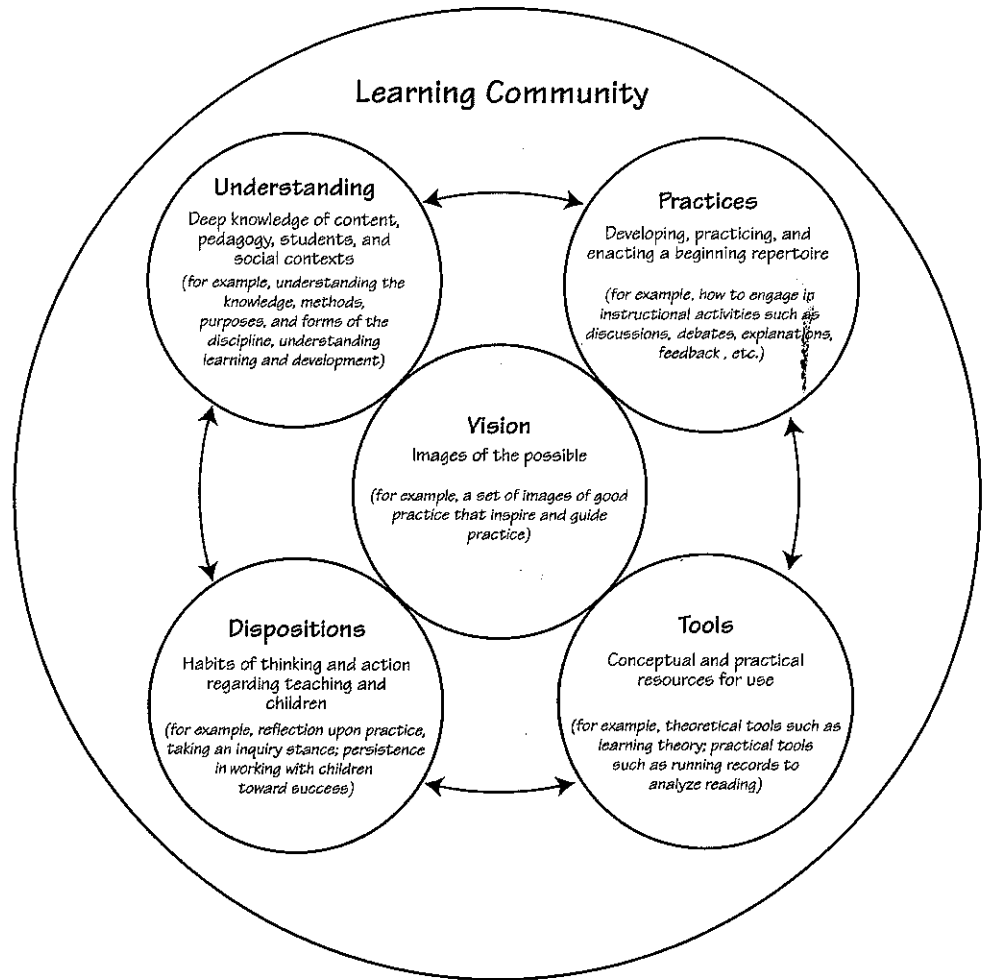 Learning Community
Understanding
Deep knowledge of content,
pedagogy, students, and
social contexts
(for example, understanding the
knowledge, methods,
purposes, and forms of the
discipline, understanding
learning and development)
Practices
Developing, practicing, and
enacting a beginning repertoire
(for example, how to engage in
instructional activities such as
discussions, debates, explanations,
feedback , etc.)
Vision
Images of the possible
(for example, a set of images of good
practice that inspire and guide
practice)
Dispositions
Habits of thinking and action
regarding teaching and
children
(for example, reflection upon practice,
taking an inquiry stance; persistence
in working with children
toward success)
Tools
Conceptual and practical
resources for use
(for example, theoretical tools such as
learning theory; practical tools
such as running records to
analyze reading)